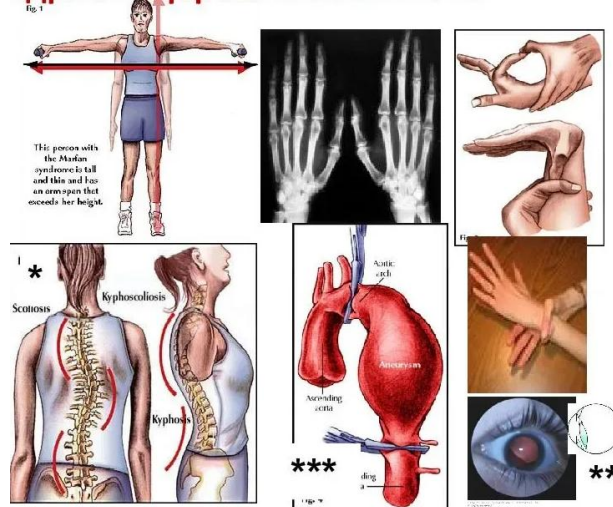 Fig. 1
This person with
the Marfan
syndrome is tall
and thin and has
an arm span that
exceeds her height.
*
Scoliosis
Kyphoscoliosis
Kyphosis
Aortic
arch
Aneurysm
Ascending
aorta
***
ding
a
**